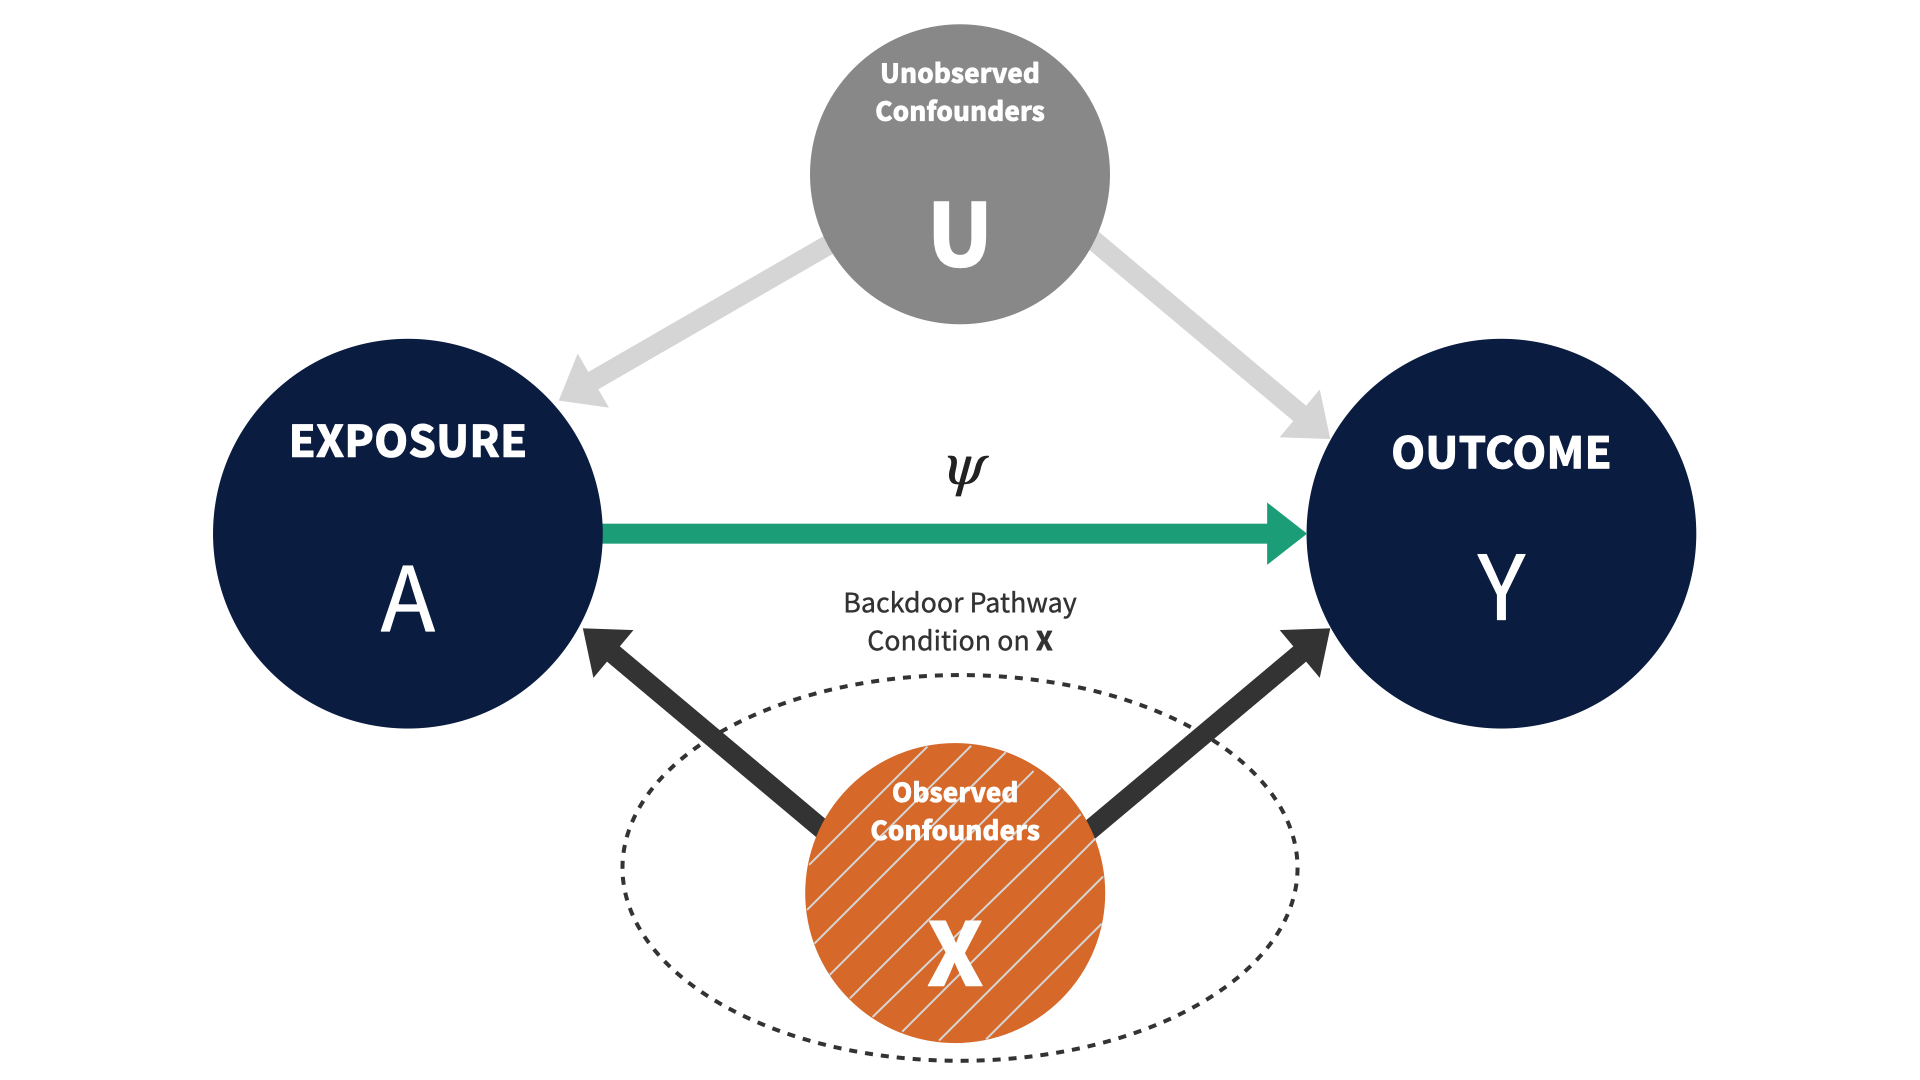 Unobserved
Confounders
U
EXPOSURE
A
ψ
OUTCOME
Y
Backdoor Pathway
Condition on X
Observed
Confounders
X